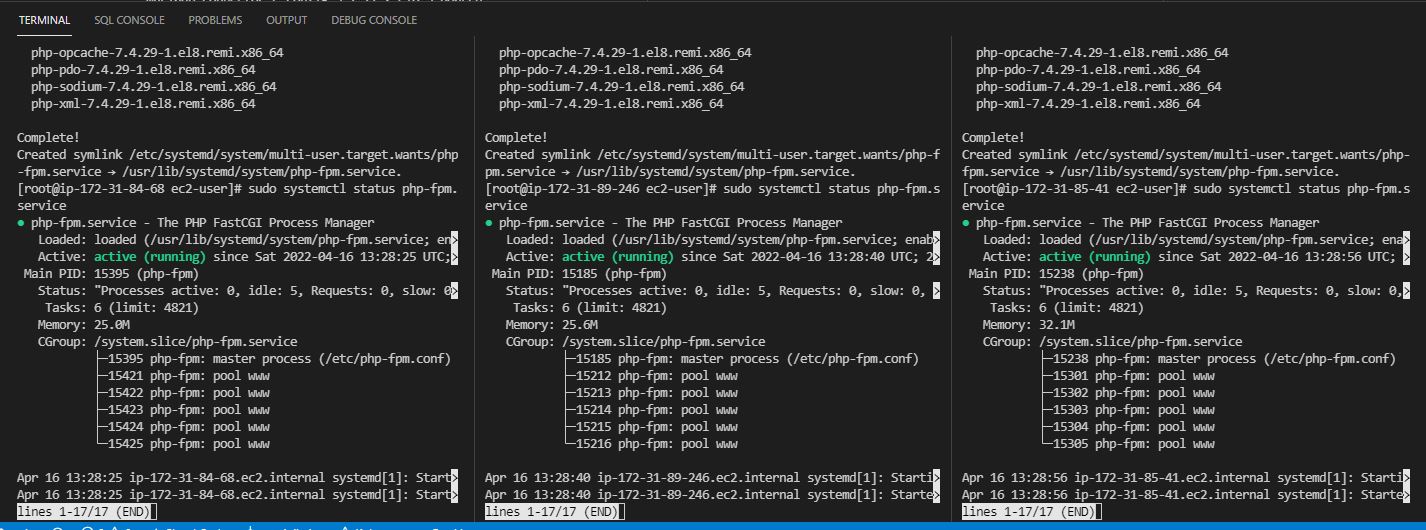 TERMINAL SQL CONSOLE PROBLEMS OUTPUT DEBUG CONSOLE
php-opcache-7.4.29-1.el8.remi.x86_64
php-pdo-7.4.29-1.el8.remi.x86_64
php-sodium-7.4.29-1.el8.remi.x86_64
php-xml-7.4.29-1.el8.remi.x86_64
Complete!
Created symlink /etc/systemd/system/multi-user.target.wants/php
-fpm.service → /usr/lib/systemd/system/php-fpm.service.
[root@ip-172-31-84-68 ec2-user]# sudo systemctl status php-fpm.
service
● php-fpm.service - The PHP FastCGI Process Manager
Loaded: loaded (/usr/lib/systemd/system/php-fpm.service; en>
Active: active (running) since Sat 2022-04-16 13:28:25 UTC;>
Main PID: 15395 (php-fpm)
Status: "Processes active: 0, idle: 5, Requests: 0, slow: 0>
Tasks: 6 (limit: 4821)
Memory: 25.0M
CGroup: /system.slice/php-fpm.service
├─15395 php-fpm: master process (/etc/php-fpm.conf)
├─15421 php-fpm: pool www
├─15422 php-fpm: pool www
├─15423 php-fpm: pool www
├─15424 php-fpm: pool www
└─15425 php-fpm: pool www
Apr 16 13:28:25 ip-172-31-84-68.ec2.internal systemd[1]: Start>
Apr 16 13:28:25 ip-172-31-84-68.ec2.internal systemd[1]: Start>
lines 1-17/17 (END)
php-opcache-7.4.29-1.el8.remi.x86_64
php-pdo-7.4.29-1.el8.remi.x86_64
php-sodium-7.4.29-1.el8.remi.x86_64
php-xml-7.4.29-1.el8.remi.x86_64
Complete!
Created symlink /etc/systemd/system/multi-user.target.wants/php-f
pm.service → /usr/lib/systemd/system/php-fpm.service.
[root@ip-172-31-89-246 ec2-user]# sudo systemctl status php-fpm.s
ervice
● php-fpm.service - The PHP FastCGI Process Manager
Loaded: loaded (/usr/lib/systemd/system/php-fpm.service; enab>
Active: active (running) since Sat 2022-04-16 13:28:40 UTC; 2>
Main PID: 15185 (php-fpm)
Status: "Processes active: 0, idle: 5, Requests: 0, slow: 0, >
Tasks: 6 (limit: 4821)
Memory: 25.6M
CGroup: /system.slice/php-fpm.service
├─15185 php-fpm: master process (/etc/php-fpm.conf)
├─15212 php-fpm: pool www
├─15213 php-fpm: pool www
├─15214 php-fpm: pool www
├─15215 php-fpm: pool www
└─15216 php-fpm: pool www
Apr 16 13:28:40 ip-172-31-89-246.ec2.internal systemd[1]: Starti>
Apr 16 13:28:40 ip-172-31-89-246.ec2.internal systemd[1]: Starte>
lines 1-17/17 (END)
php-opcache-7.4.29-1.el8.remi.x86_64
php-pdo-7.4.29-1.el8.remi.x86_64
php-sodium-7.4.29-1.el8.remi.x86_64
php-xml-7.4.29-1.el8.remi.x86_64
Complete!
Created symlink /etc/systemd/system/multi-user.target.wants/php-
fpm.service → /usr/lib/systemd/system/php-fpm.service.
[root@ip-172-31-85-41 ec2-user]# sudo systemctl status php-fpm.s
ervice
● php-fpm.service - The PHP FastCGI Process Manager
Loaded: loaded (/usr/lib/systemd/system/php-fpm.service; ena>
Active: active (running) since Sat 2022-04-16 13:28:56 UTC; >
Main PID: 15238 (php-fpm)
Status: "Processes active: 0, idle: 5, Requests: 0, slow: 0,>
Tasks: 6 (limit: 4821)
Memory: 32.1M
CGroup: /system.slice/php-fpm.service
├─15238 php-fpm: master process (/etc/php-fpm.conf)
├─15301 php-fpm: pool www
├─15302 php-fpm: pool www
├─15303 php-fpm: pool www
├─15304 php-fpm: pool www
└─15305 php-fpm: pool www
Apr 16 13:28:56 ip-172-31-85-41.ec2.internal systemd[1]: Starti>
Apr 16 13:28:56 ip-172-31-85-41.ec2.internal systemd[1]: Starte>
lines 1-17/17 (END)